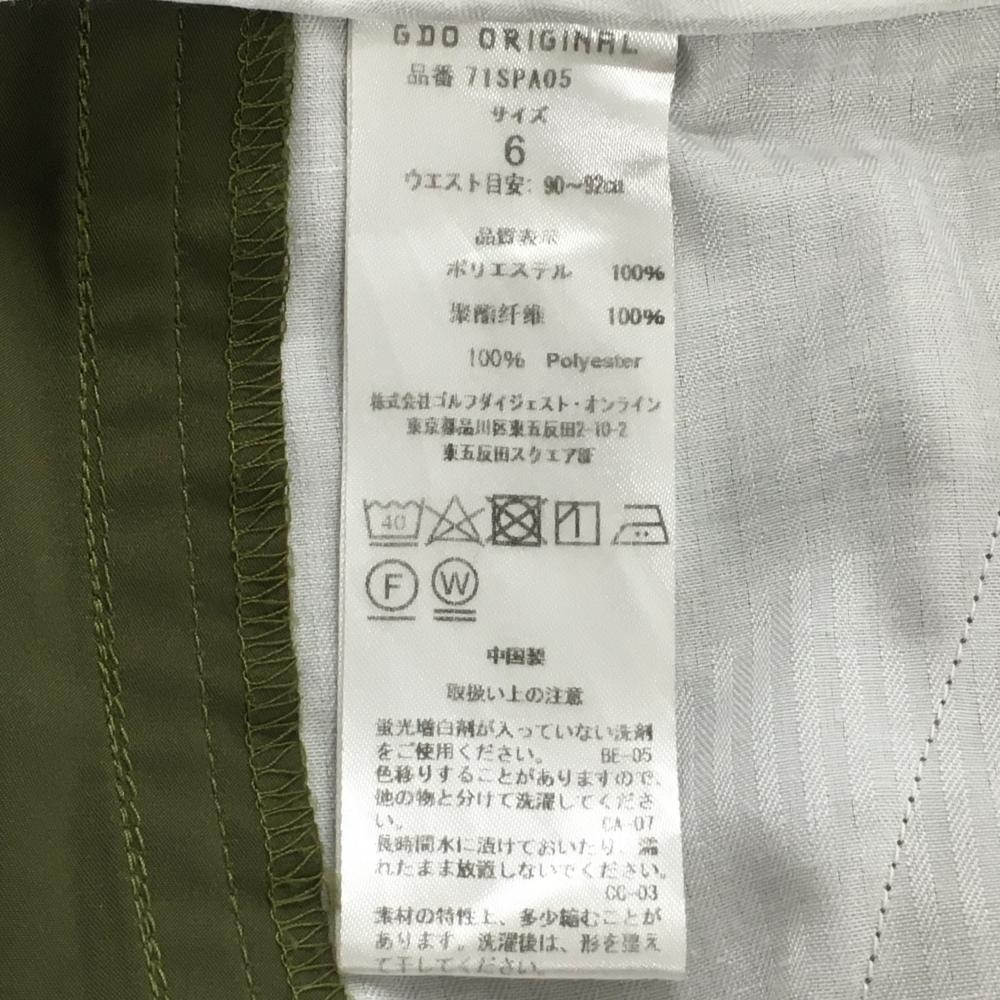 GDO ORIGINAL
品番 71SPA05
サイズ
6
ウエスト目安: 90〜92cm
品質表示
ポリエステル 100%
聚酯纤维 100%
100% Polyester
株式会社ゴルフダイジェスト・オンライン
東京都品川区東五反田2-10-2
東五反田スクエア7F
40
F W
中国製
取扱い上の注意
蛍光増白剤が入っていない洗剤
をご使用ください。 BE-05
色移りすることがありますので、
他の物と分けて洗濯してくださ
い。 CA-07
長時間水に漬けておいたり、濡
れたまま放置しないでください。
CC-03
素材の特性上、多少縮むことが
あります。洗濯後は、形を整え
て干してください。